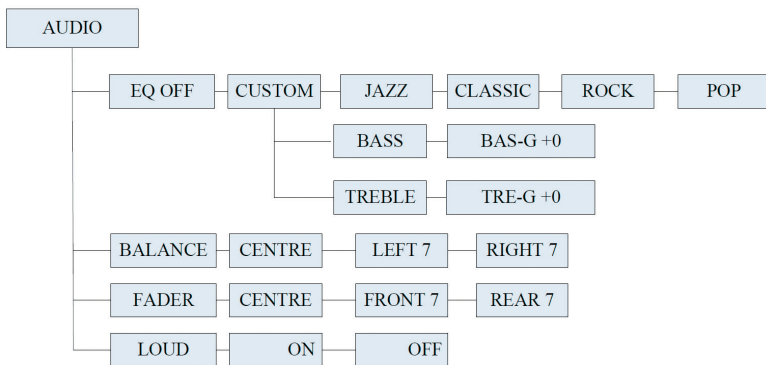 AUDIO
EQ OFF CUSTOM JAZZ CLASSIC ROCK POP
BASS BAS-G +0
TREBLE TRE-G +0
BALANCE CENTRE LEFT 7 RIGHT 7
FADER CENTRE FRONT 7 REAR 7
LOUD ON OFF